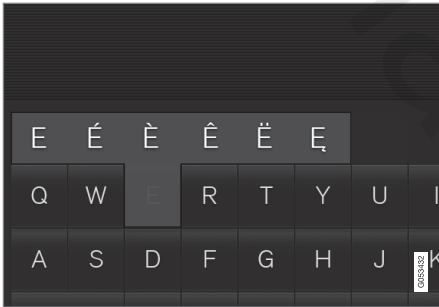 E É È Ê Ë Ę
Q W E R T Y U I
A S D F G H J K
G053432